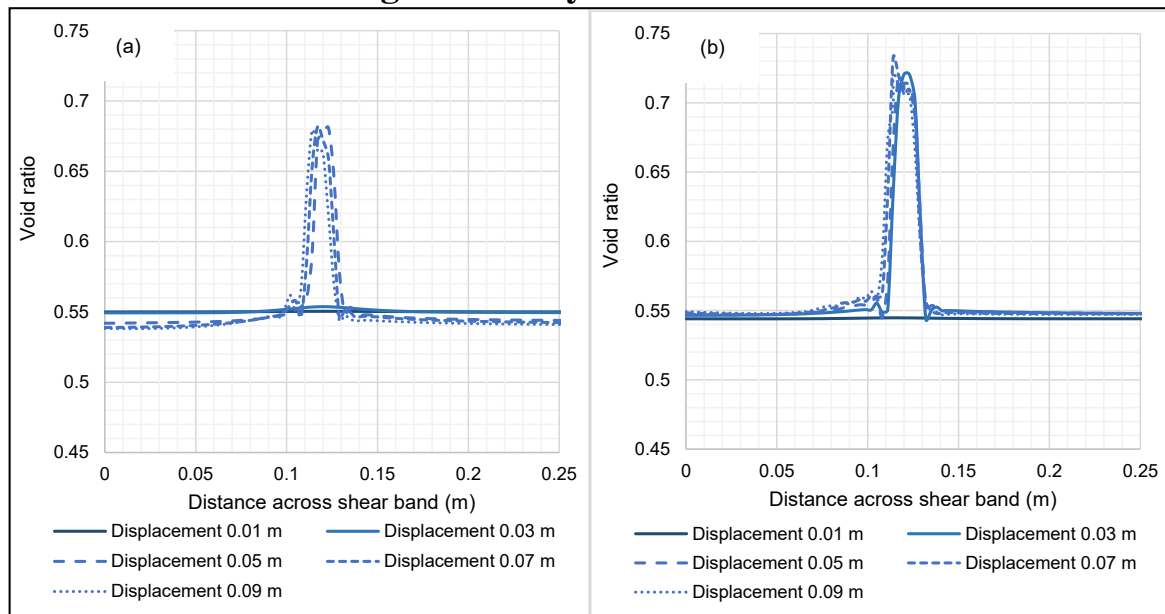 (a)
0.75
0.7
0.65
0.6
0.55
0.5
0.45
Void ratio
0 0.05 0.1 0.15 0.2 0.25
Distance across shear band (m)
Displacement 0.01 m Displacement 0.03 m
Displacement 0.05 m Displacement 0.07 m
Displacement 0.09 m
(b)
0.75
0.7
0.65
0.6
0.55
0.5
0.45
Void ratio
0 0.05 0.1 0.15 0.2 0.25
Distance across shear band (m)
Displacement 0.01 m Displacement 0.03 m
Displacement 0.05 m Displacement 0.07 m
Displacement 0.09 m